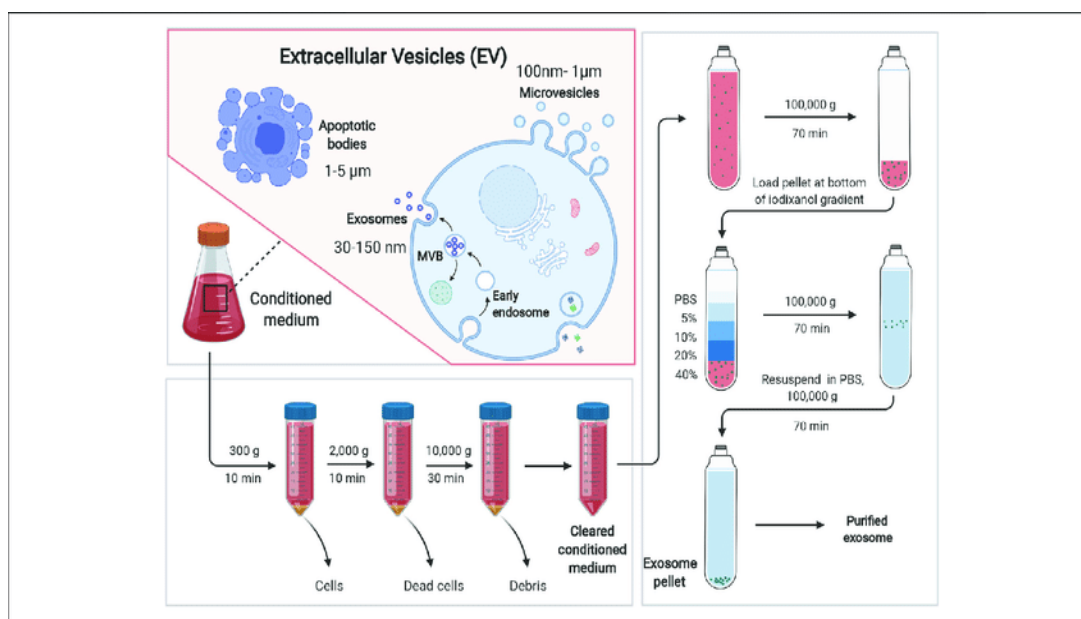 Extracellular Vesicles (EV)
100nm- 1µm
Microvesicles
Apoptotic
bodies
1-5 µm
Exosomes
30-150 nm
MVB
Early
endosome
Conditioned
medium
300 g
10 min
2,000 g
10 min
10,000 g
30 min
Cells
Dead cells
Debris
Cleared
conditioned
medium
100,000 g
70 min
Load pellet at bottom
of iodixanol gradient
PBS
5%
10%
20%
40%
100,000 g
70 min
Resuspend in PBS,
100,000 g
70 min
Exosome
pellet
Purified
exosome